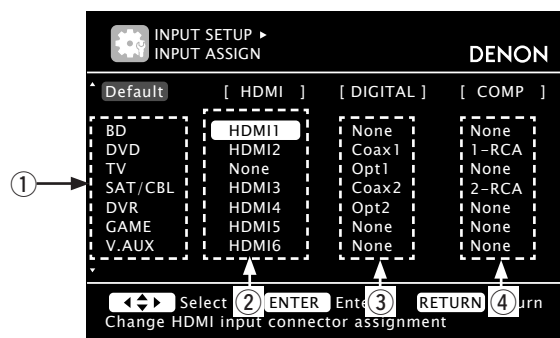 INPUT SETUP ▸
INPUT ASSIGN
DENON
Default [ HDMI ] [ DIGITAL ] [ COMP ]
BD HDMI1 None None
DVD HDMI2 Coax1 1-RCA
TV None Opt1 None
SAT/CBL HDMI3 Coax2 2-RCA
DVR HDMI4 Opt2 None
GAME HDMI5 None None
V.AUX HDMI6 None None
① ② ③ ④
Select ENTER RETURN
Change HDMI input connector assignment